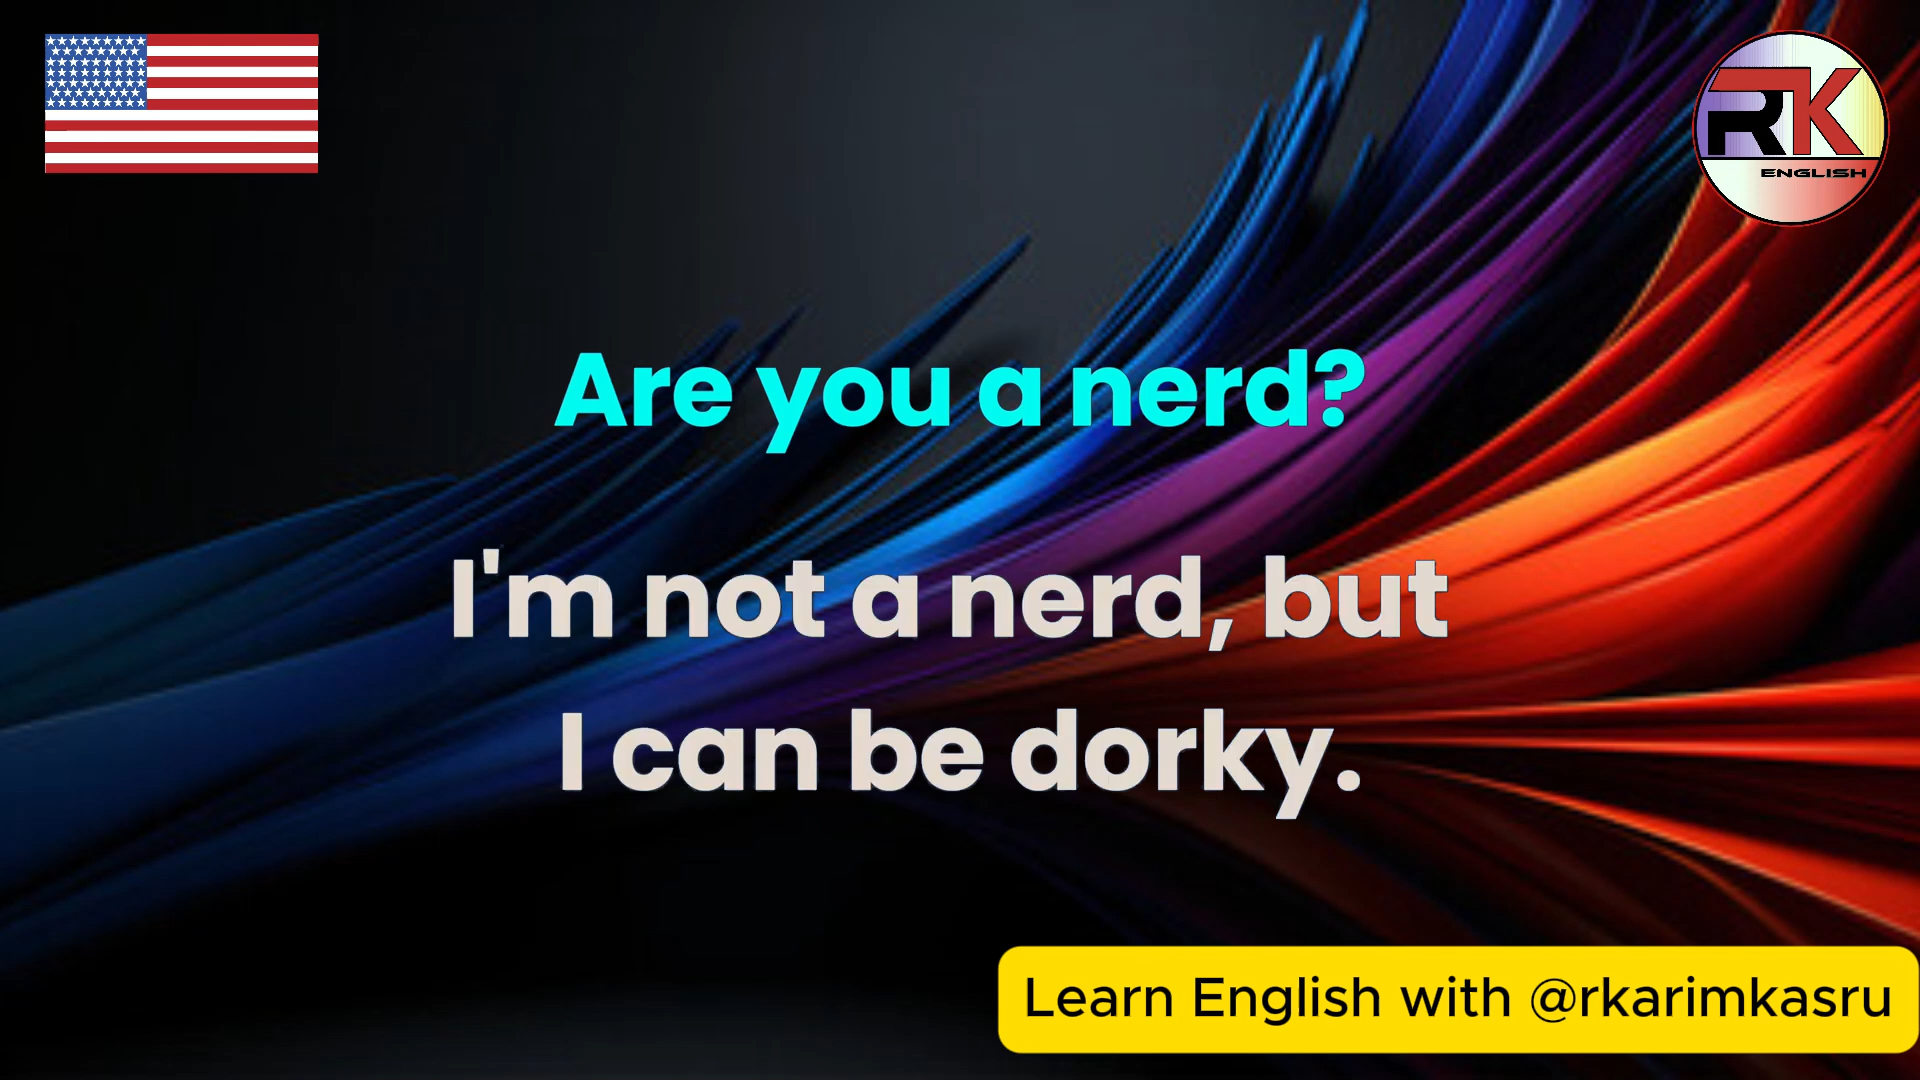 RK
ENGLISH
Are you a nerd?
I'm not a nerd, but
I can be dorky.
Learn English with @rkarimkasru